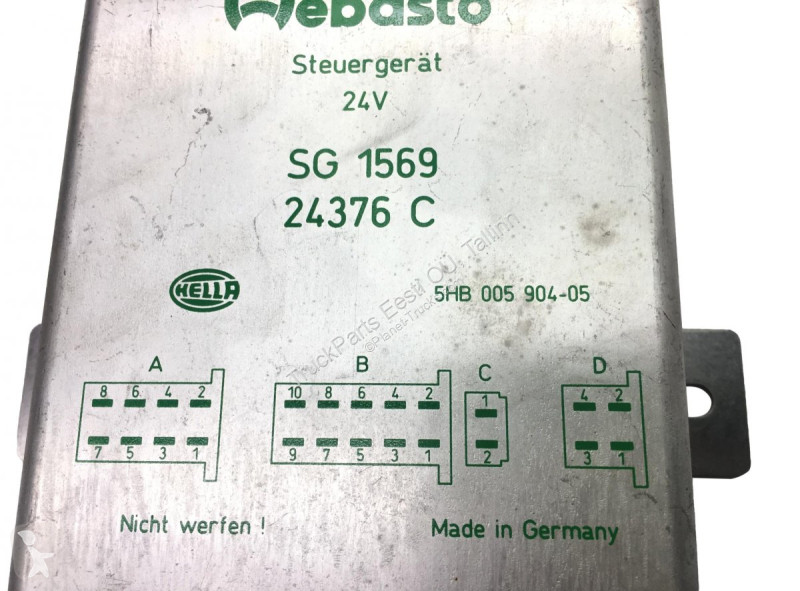 Webasto
Steuergerät
24V
SG 1569
24376 C
HELLA
5HB 005 904-05
TruckParts Eesti OÜ, Tallinn
A B C D
8 6 4 2 10 8 6 4 2 1 4 2
7 5 3 1 9 7 5 3 1 2 3 1
Nicht werfen !
Made in Germany